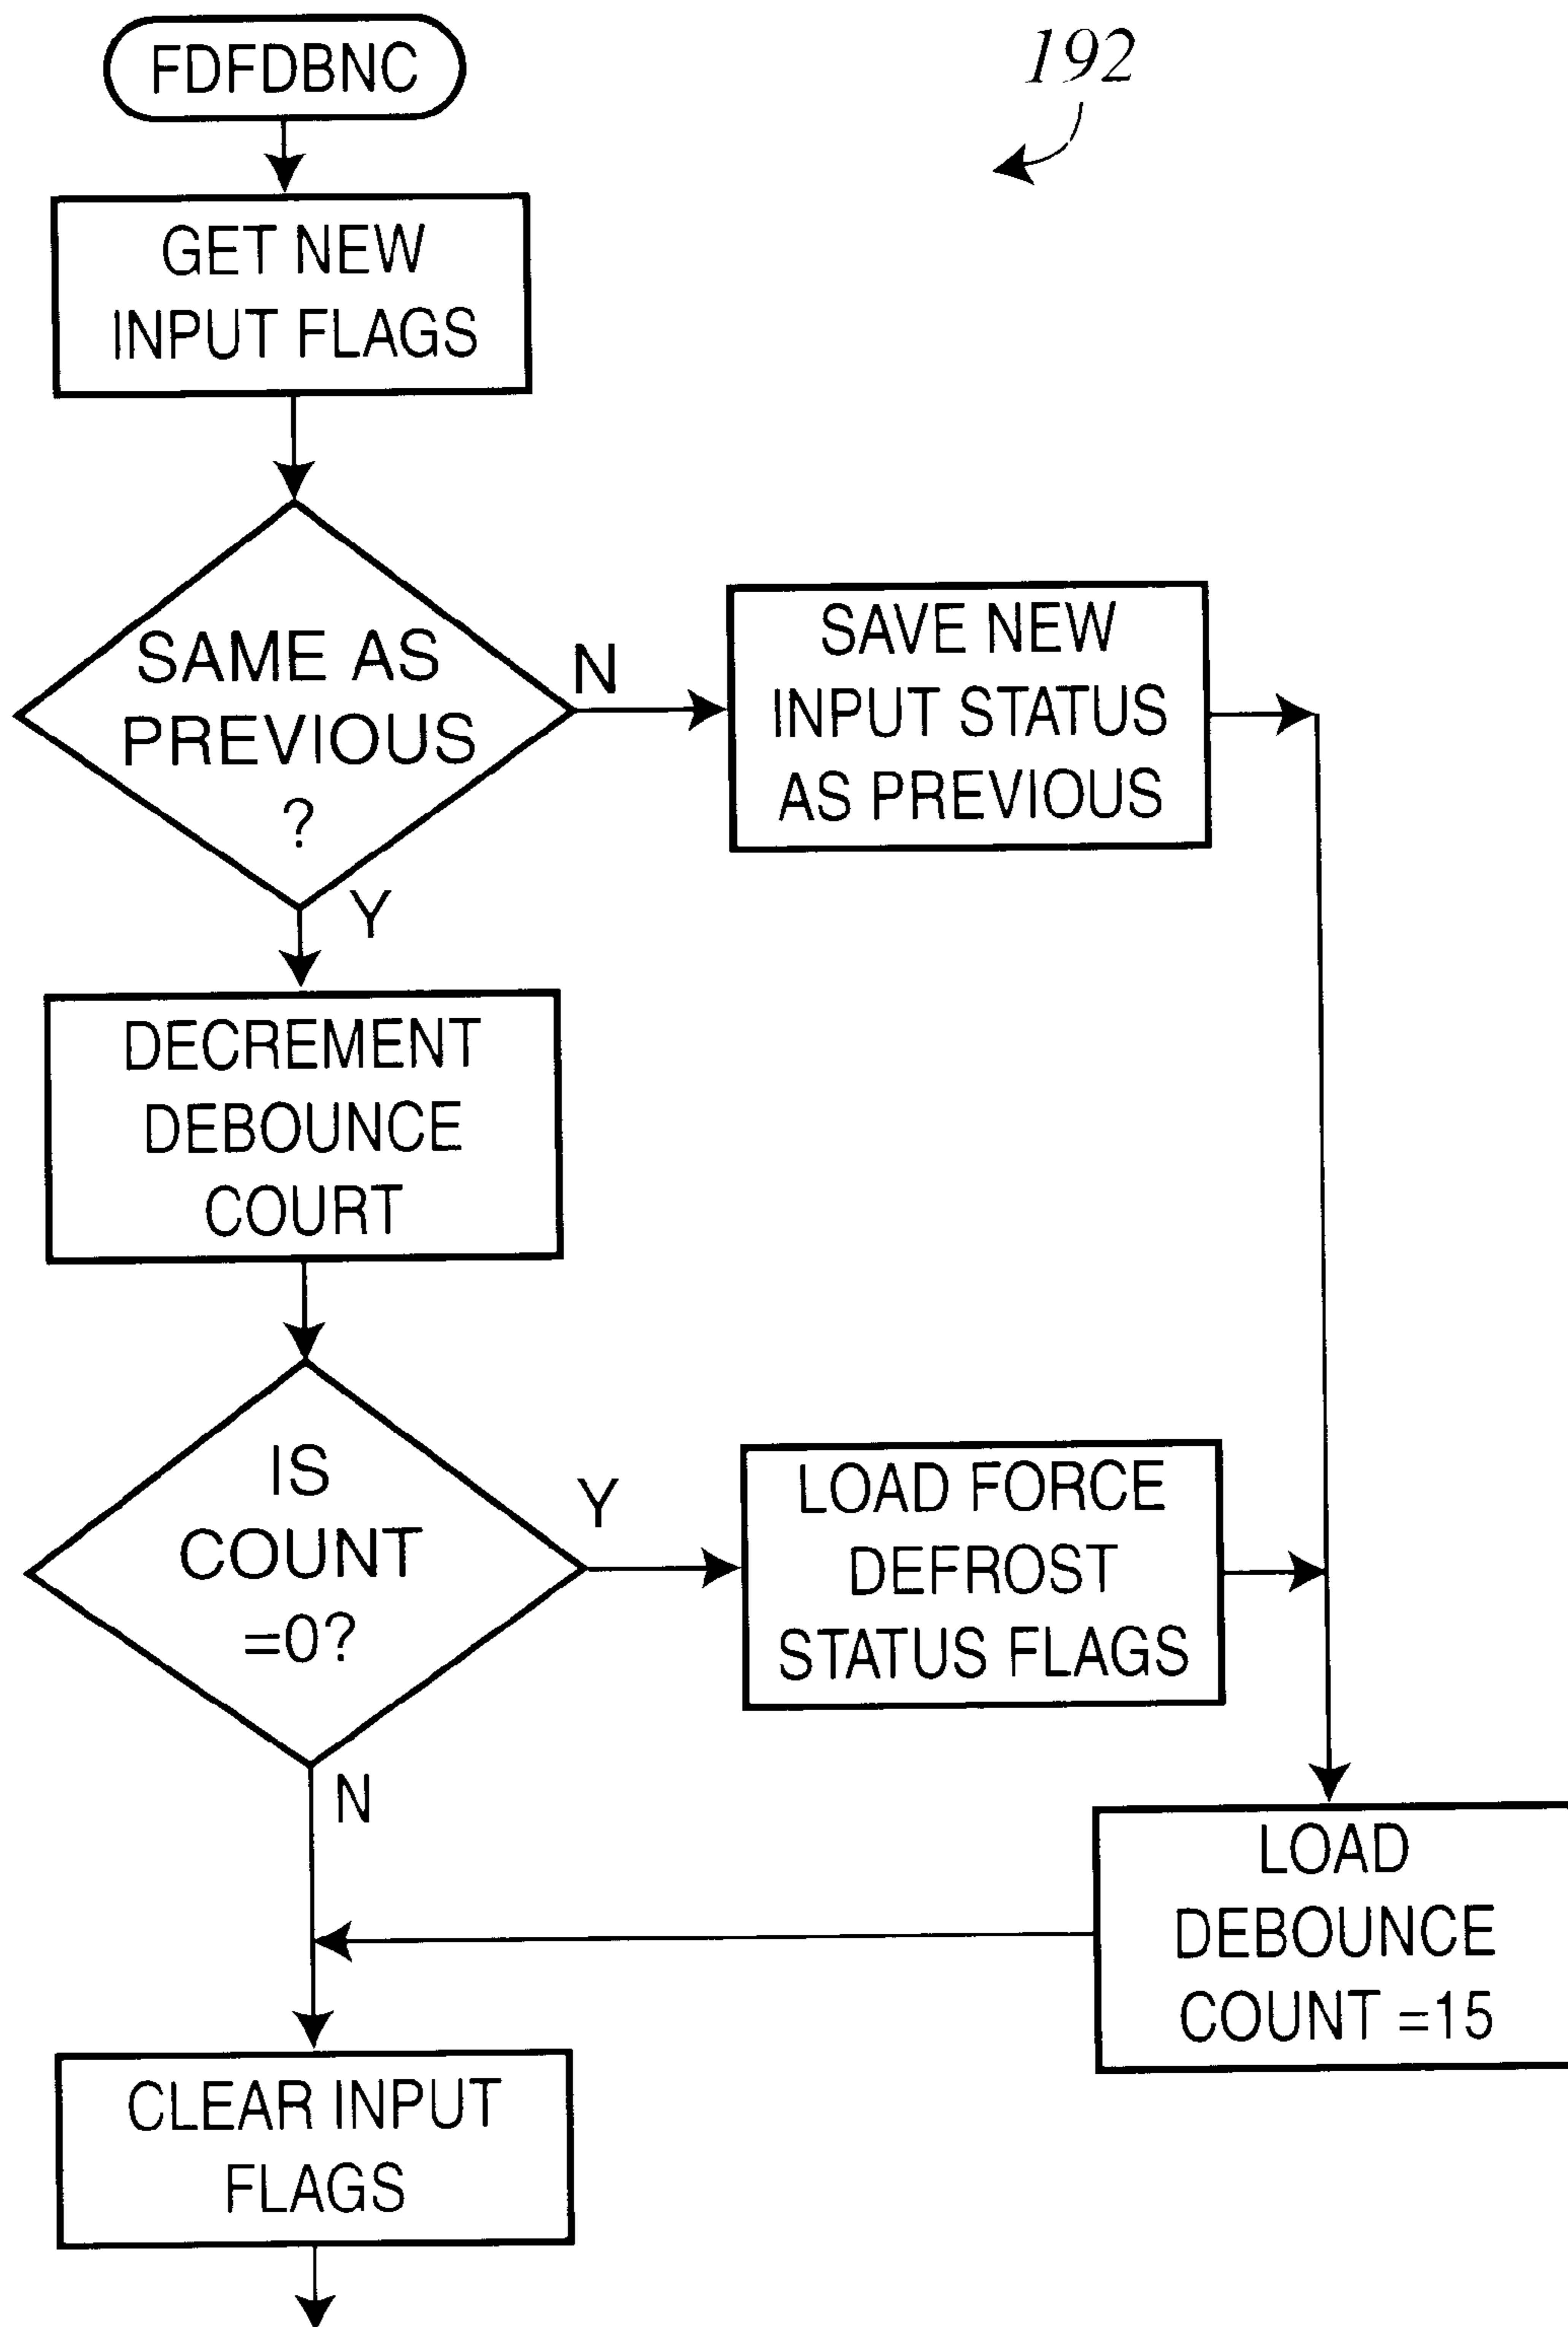 FDFDBNC
192
GET NEW
INPUT FLAGS
SAME AS
PREVIOUS
?
N
SAVE NEW
INPUT STATUS
AS PREVIOUS
Y
DECREMENT
DEBOUNCE
COURT
IS
COUNT
=0?
Y
LOAD FORCE
DEFROST
STATUS FLAGS
N
LOAD
DEBOUNCE
COUNT =15
CLEAR INPUT
FLAGS